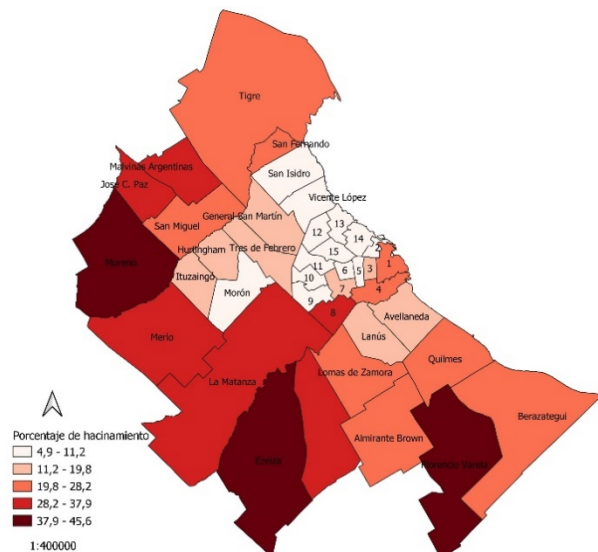 Tigre
San Fernando
San Isidro
Malvinas Argentinas
José C. Paz
Vicente López
San Miguel
General San Martín
13
12
14
Hurlingham
Tres de Febrero
15
Moreno
11
6
5
3
1
Ituzaingó
10
7
4
Morón
9
8
Avellaneda
Merlo
Lanús
La Matanza
Lomas de Zamora
Quilmes
Ezeiza
Almirante Brown
Florencio Varela
Berazategui
Porcentaje de hacinamiento
4,9 - 11,2
11,2 - 19,8
19,8 - 28,2
28,2 - 37,9
37,9 - 45,6
1:400000